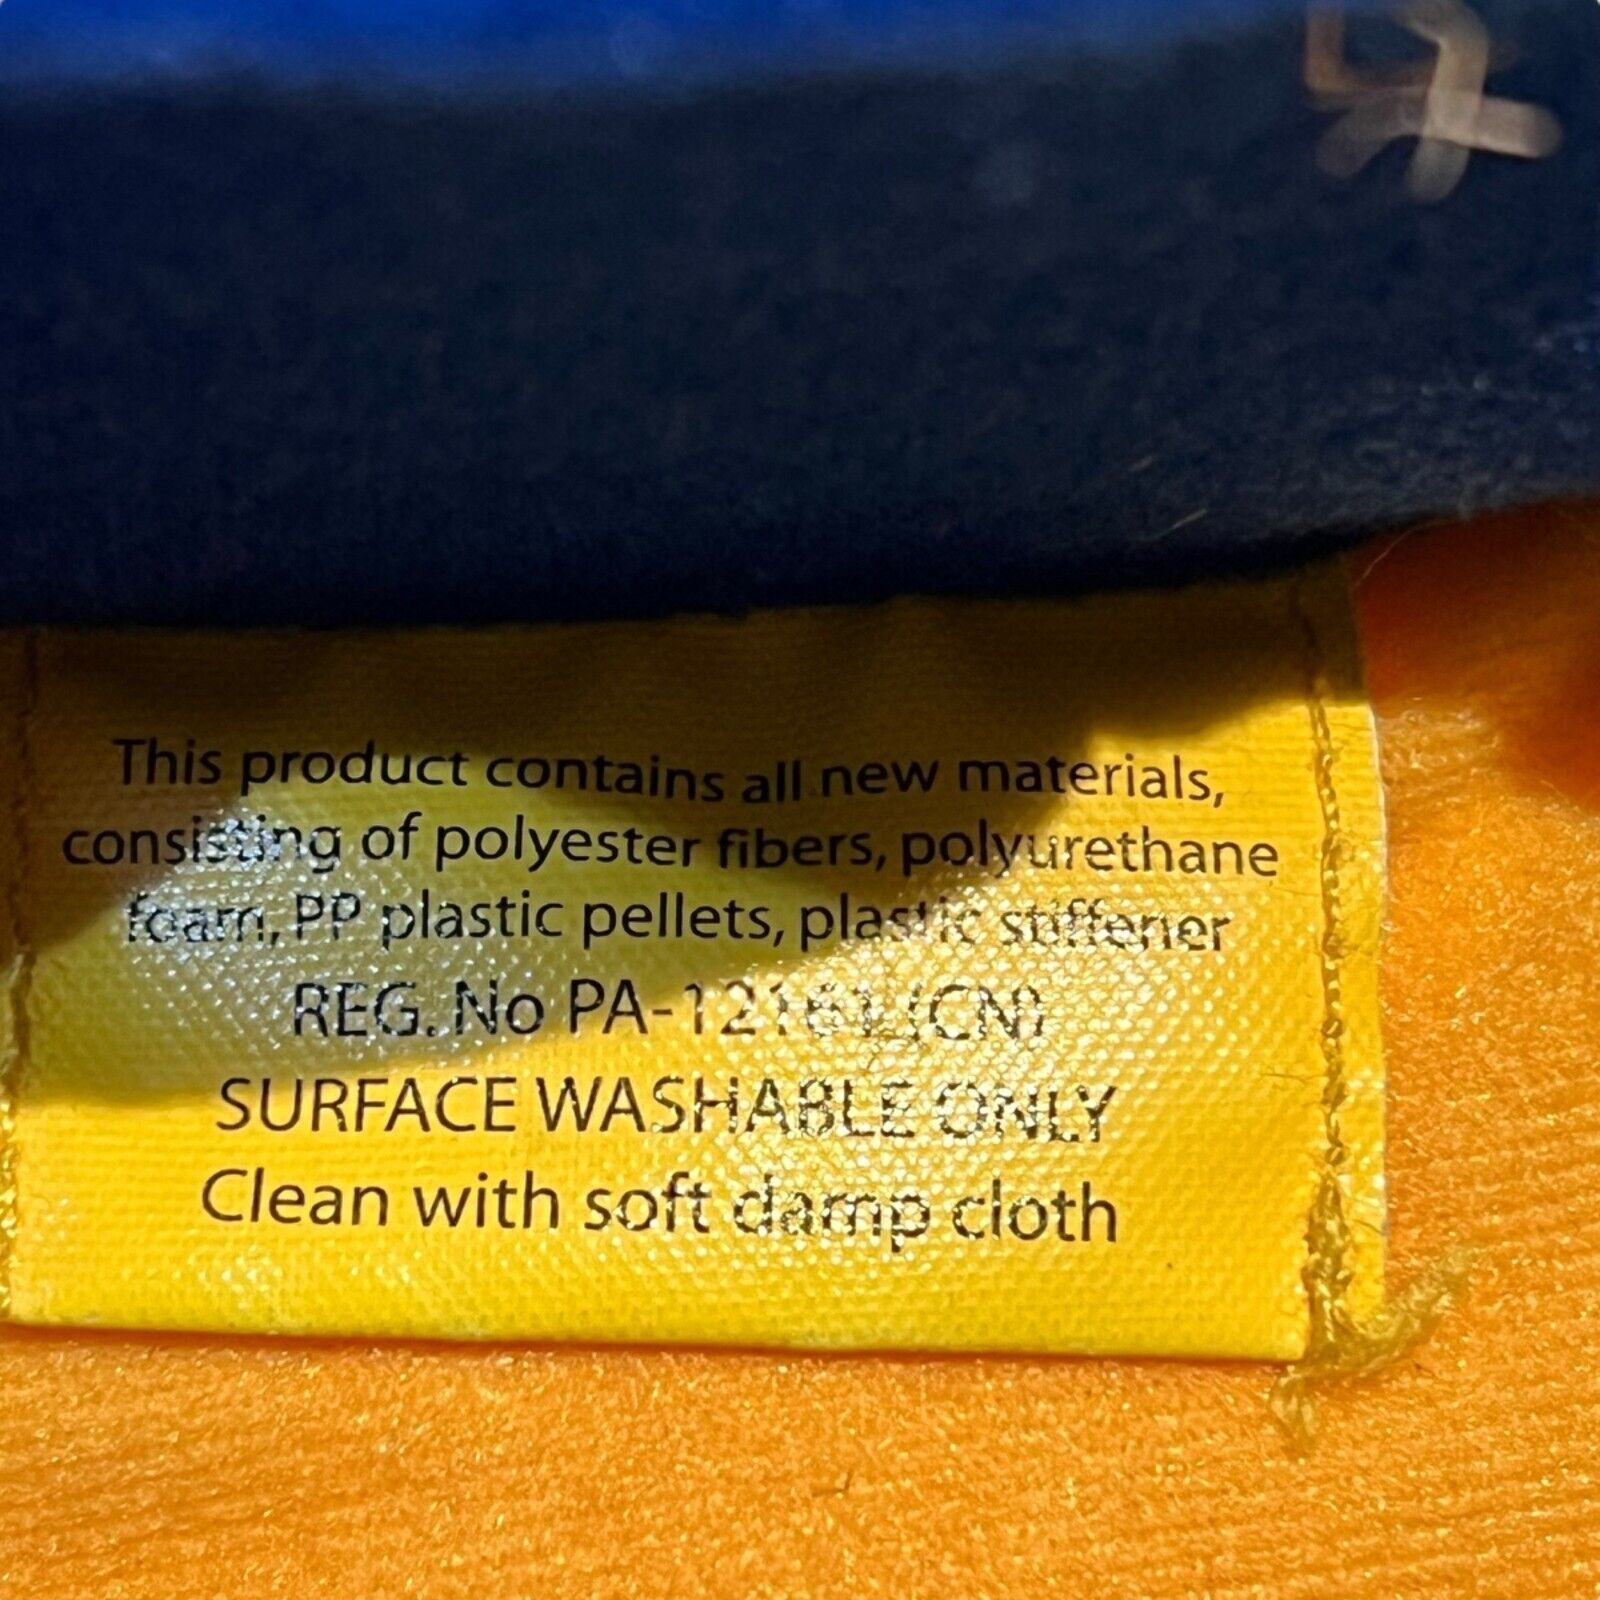 This product contains all new materials,
consisting of polyester fibers, polyurethane
foam, PP plastic pellets, plastic stiffener
REG. No PA-12161 (CN)
SURFACE WASHABLE ONLY
Clean with soft damp cloth